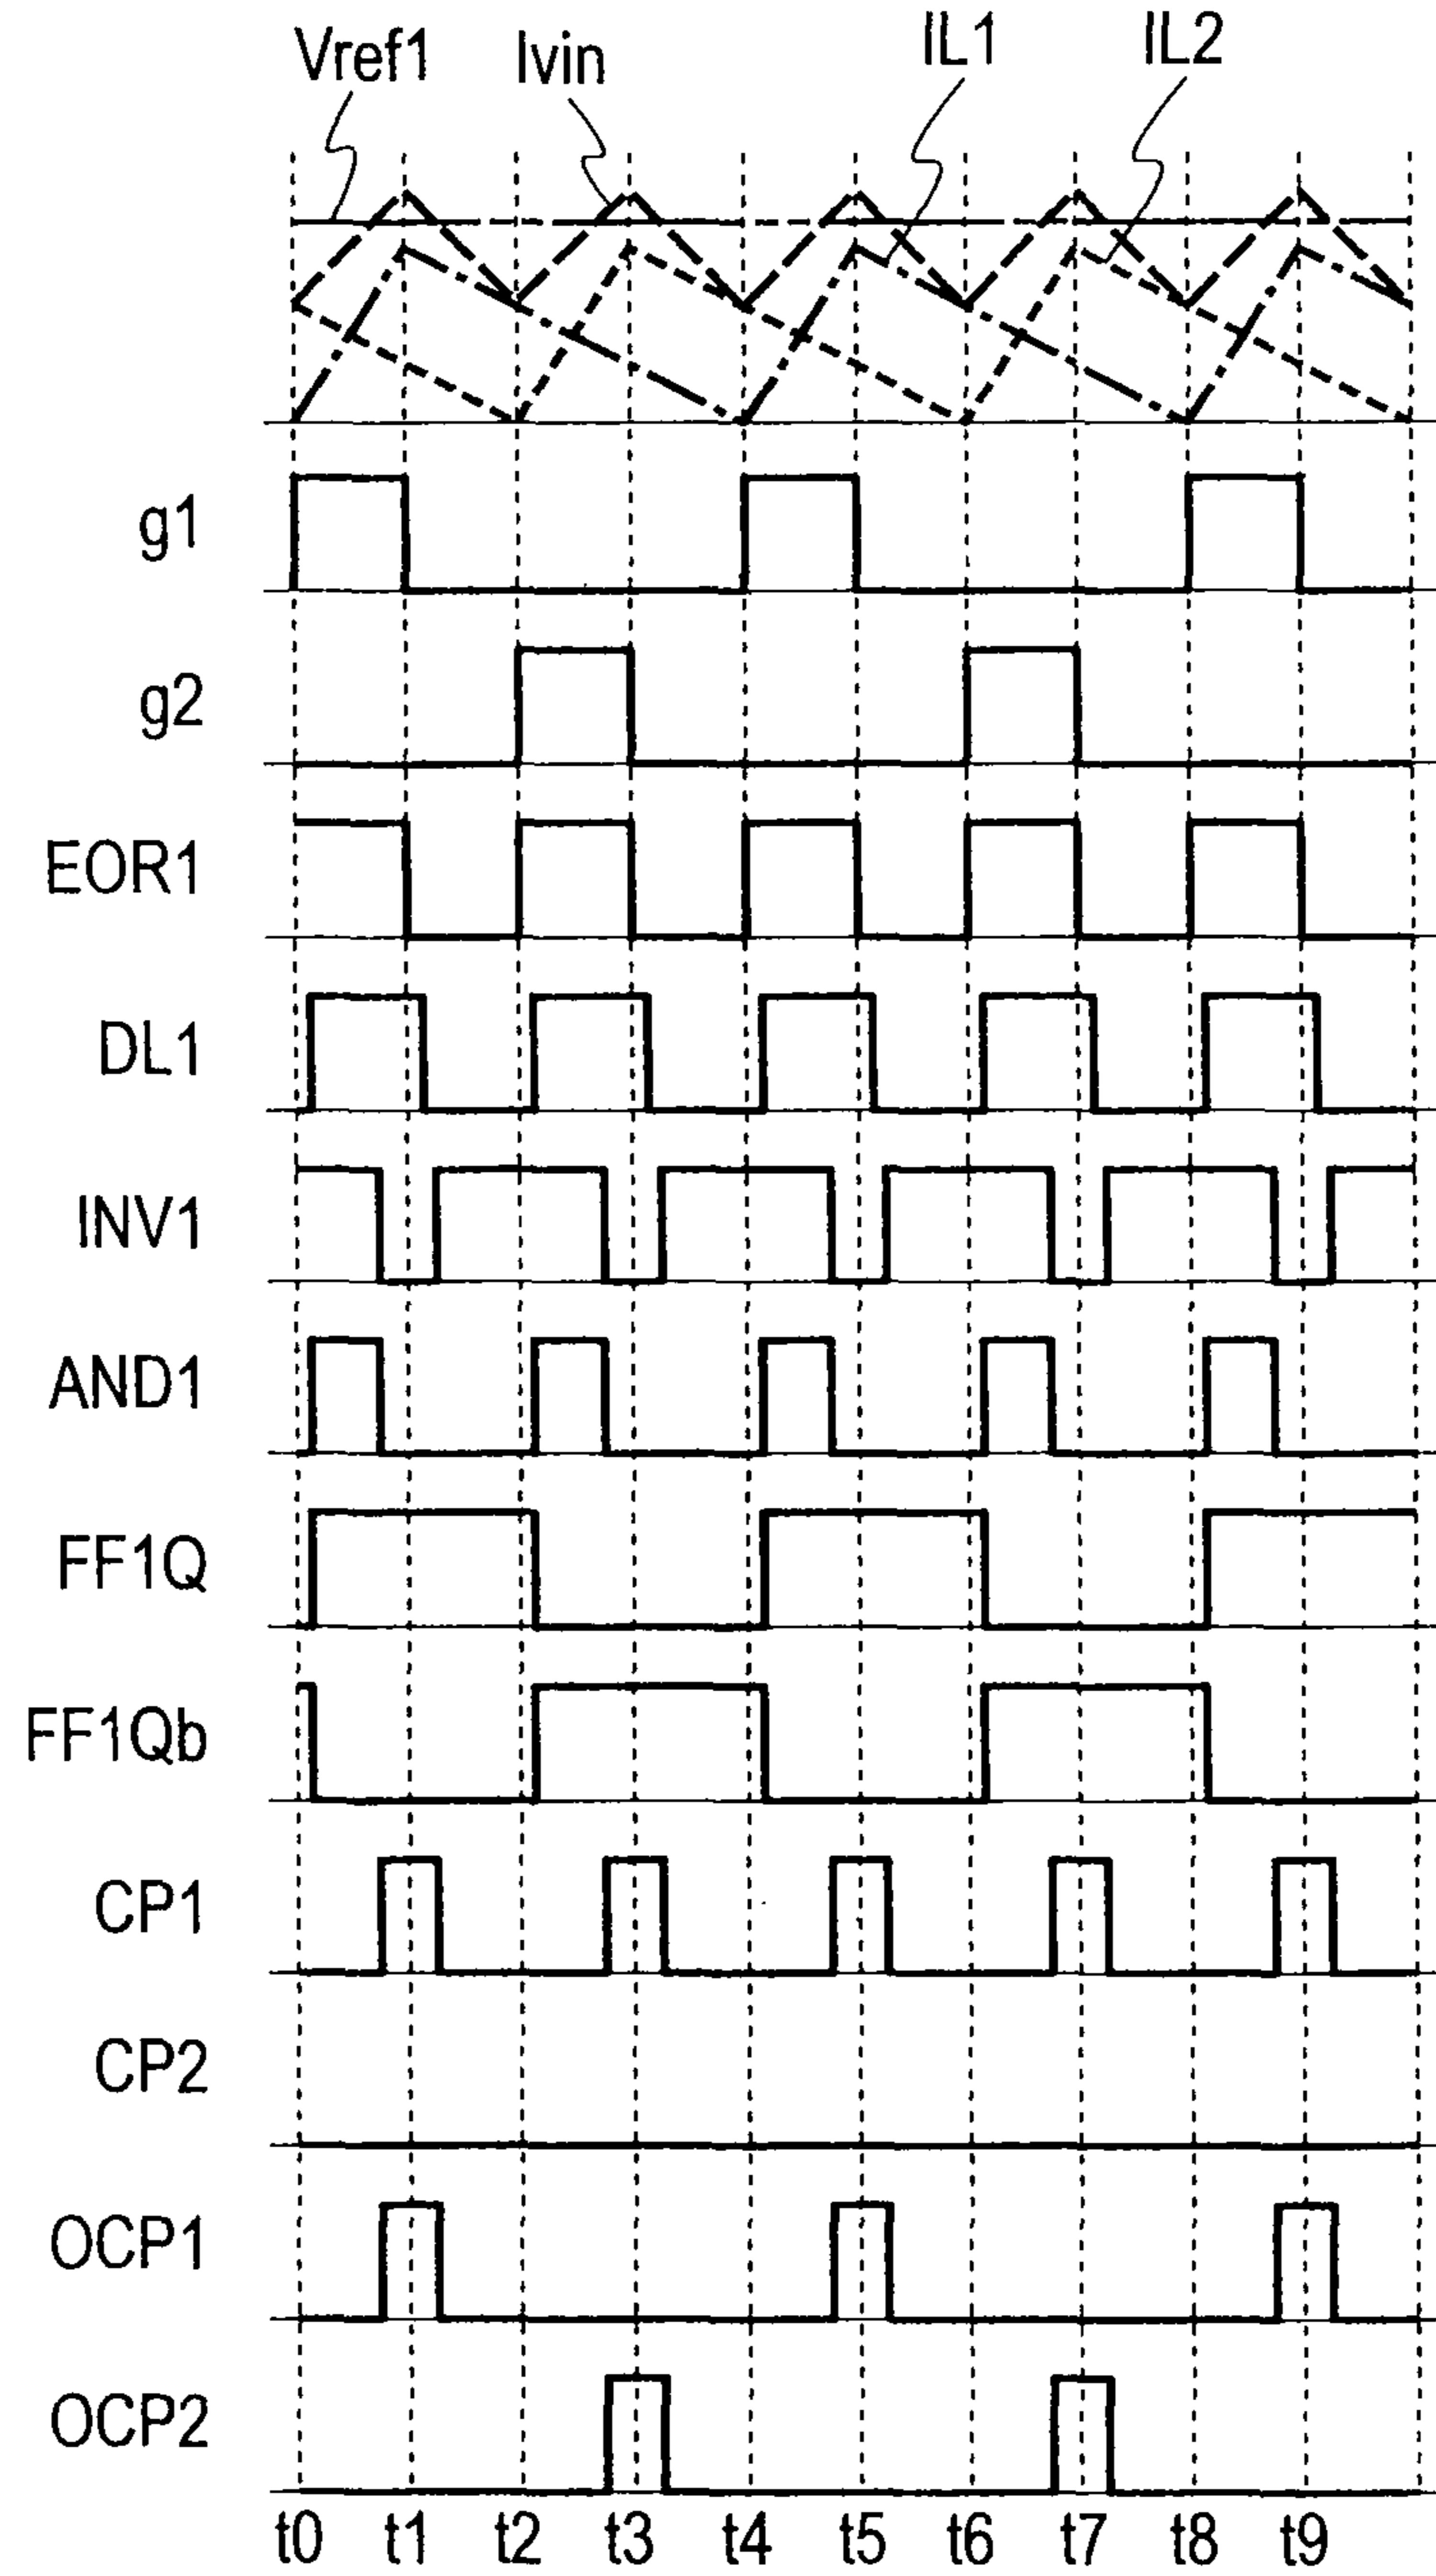 Vref1 Ivin IL1 IL2
g1
g2
EOR1
DL1
INV1
AND1
FF1Q
FF1Qb
CP1
CP2
OCP1
OCP2
t0 t1 t2 t3 t4 t5 t6 t7 t8 t9